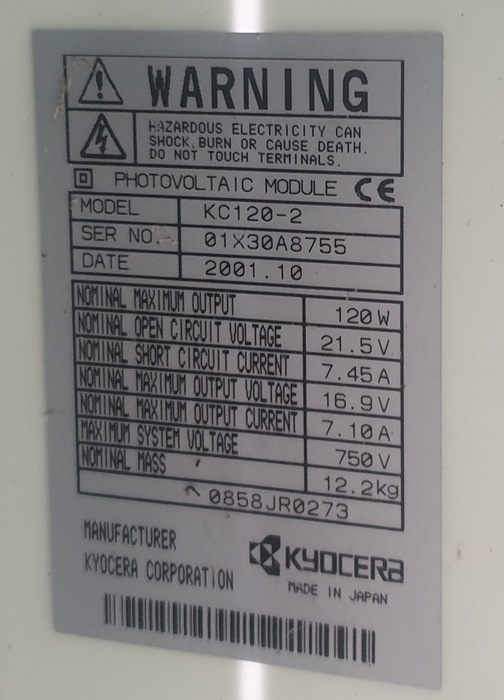 WARNING
HAZARDOUS ELECTRICITY CAN
SHOCK, BURN OR CAUSE DEATH.
DO NOT TOUCH TERMINALS.
PHOTOVOLTAIC MODULE CE
MODEL KC120-2
SER NO. 01X30A8755
DATE 2001.10
NOMINAL MAXIMUM OUTPUT 120W
NOMINAL OPEN CIRCUIT VOLTAGE 21.5V
NOMINAL SHORT CIRCUIT CURRENT 7.45A
NOMINAL MAXIMUM OUTPUT VOLTAGE 16.9V
NOMINAL MAXIMUM OUTPUT CURRENT 7.10A
MAXIMUM SYSTEM VOLTAGE 750V
NOMINAL MASS 12.2kg
0858JR0273
MANUFACTURER
KYOCERA CORPORATION
KYOCERA
MADE IN JAPAN